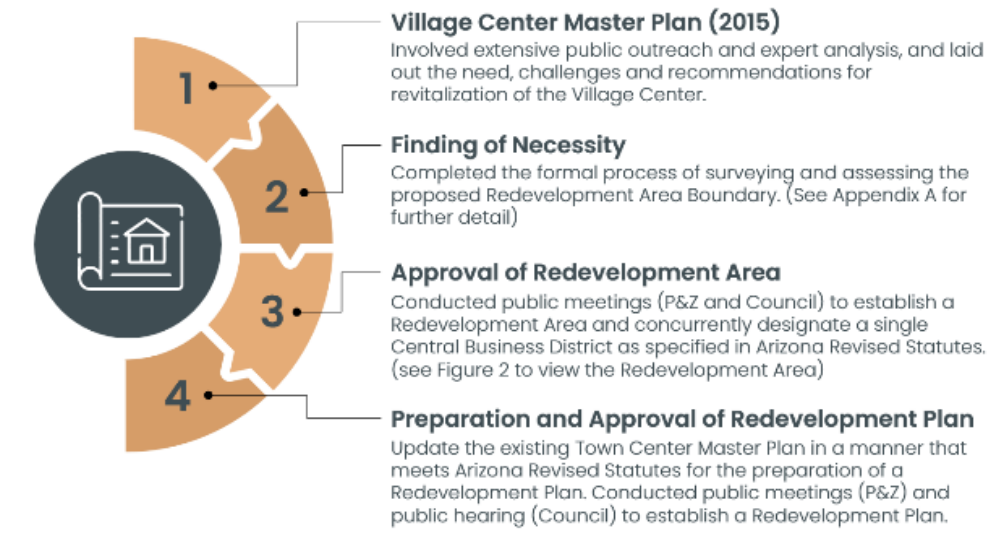 1
Village Center Master Plan (2015)
Involved extensive public outreach and expert analysis, and laid
out the need, challenges and recommendations for
revitalization of the Village Center.
2
Finding of Necessity
Completed the formal process of surveying and assessing the
proposed Redevelopment Area Boundary. (See Appendix A for
further detail)
3
Approval of Redevelopment Area
Conducted public meetings (P&Z and Council) to establish a
Redevelopment Area and concurrently designate a single
Central Business District as specified in Arizona Revised Statutes.
(see Figure 2 to view the Redevelopment Area)
4
Preparation and Approval of Redevelopment Plan
Update the existing Town Center Master Plan in a manner that
meets Arizona Revised Statutes for the preparation of a
Redevelopment Plan. Conducted public meetings (P&Z) and
public hearing (Council) to establish a Redevelopment Plan.